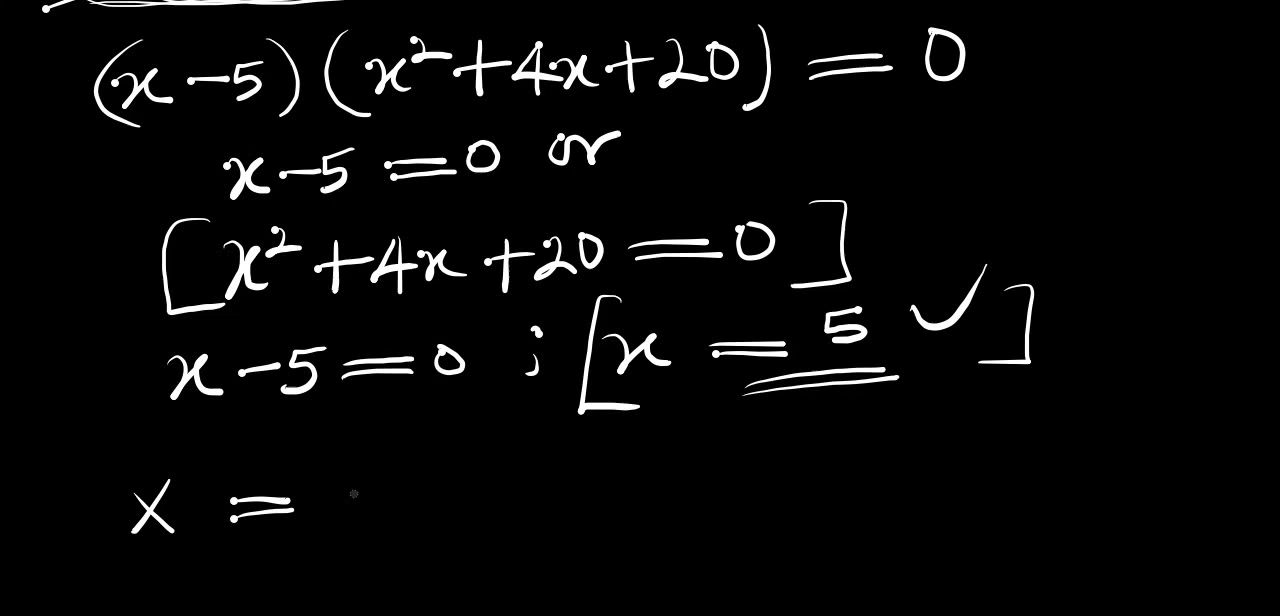 (x-5)(x²+4x+20)=0
x-5=0 or
[x²+4x+20=0]
x-5=0 ; [x=5 ✓]
x =